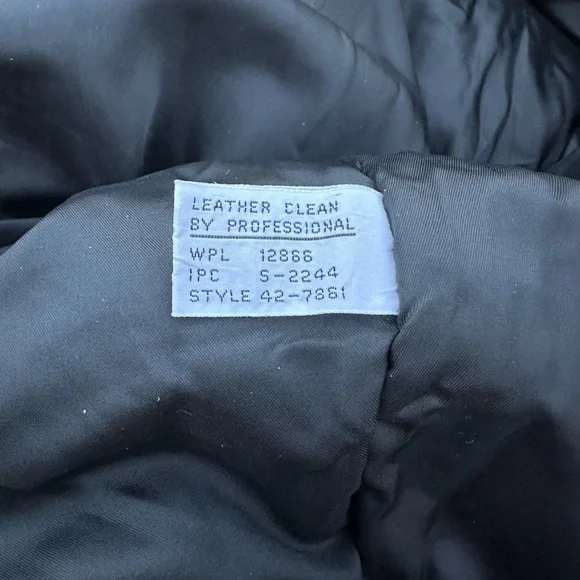 LEATHER CLEAN
BY PROFESSIONAL
WPL 12866
IPC S-2244
STYLE 42-7861